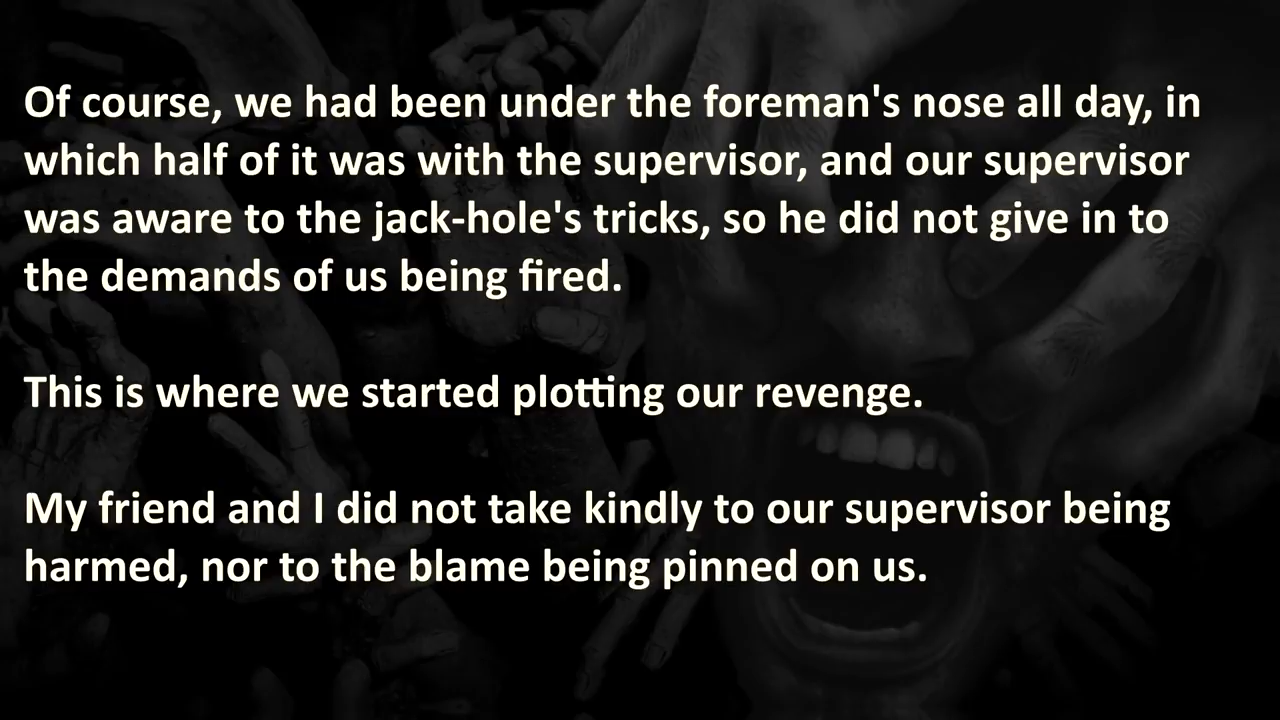 Of course, we had been under the foreman's nose all day, in
which half of it was with the supervisor, and our supervisor
was aware to the jack-hole's tricks, so he did not give in to
the demands of us being fired.
This is where we started plotting our revenge.
My friend and I did not take kindly to our supervisor being
harmed, nor to the blame being pinned on us.